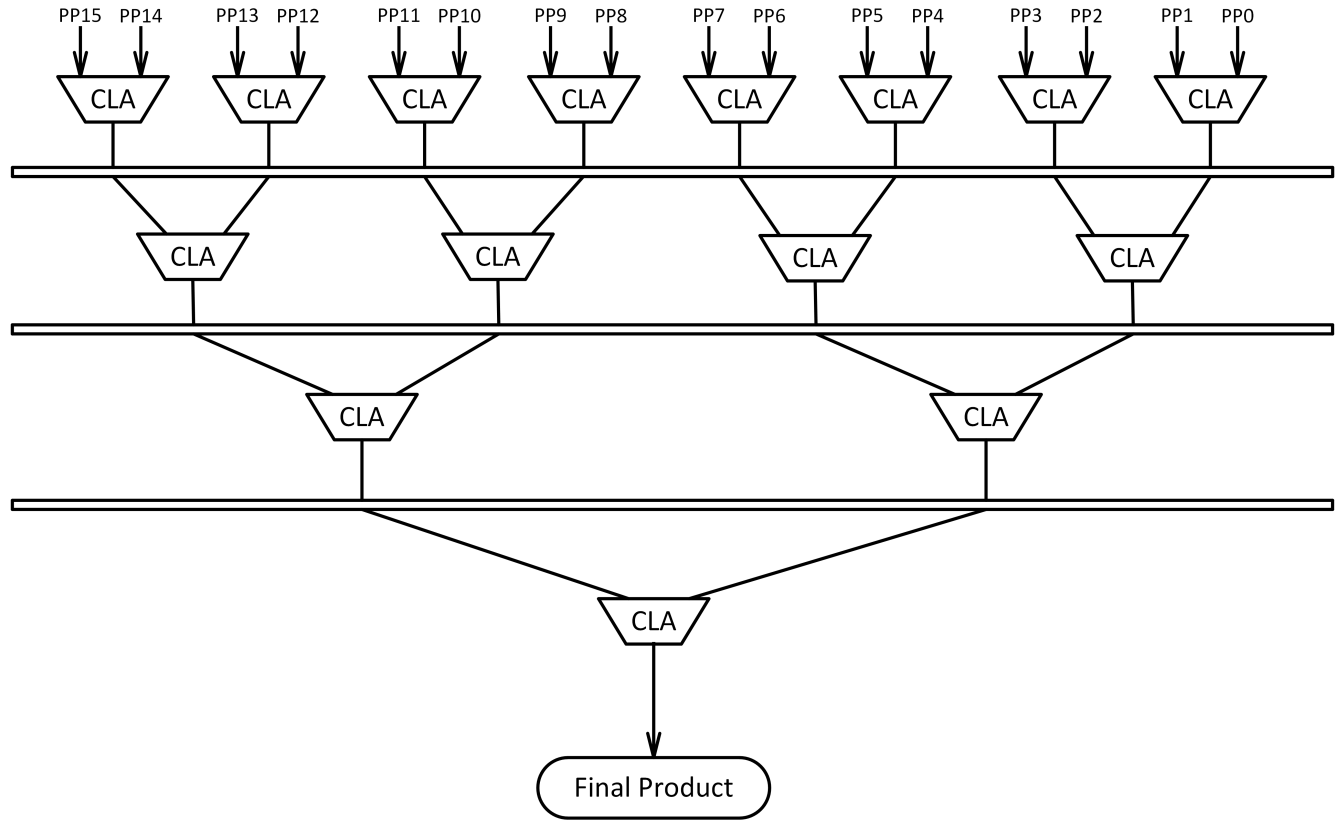 PP15 PP14 PP13 PP12 PP11 PP10 PP9 PP8 PP7 PP6 PP5 PP4 PP3 PP2 PP1 PP0
CLA CLA CLA CLA CLA CLA CLA CLA
CLA CLA CLA CLA
CLA CLA
CLA
Final Product